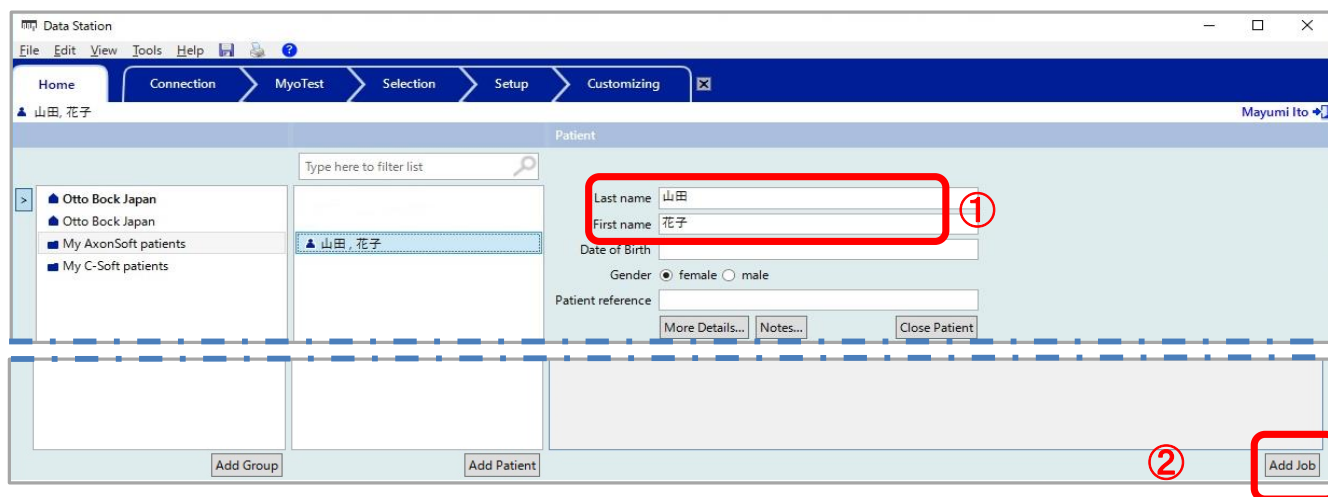 Data Station
File Edit View Tools Help
Home Connection MyoTest Selection Setup Customizing
山田, 花子 Mayumi Ito
Patient
Type here to filter list
> Otto Bock Japan
Otto Bock Japan
My AxonSoft patients
My C-Soft patients
山田 , 花子
Last name 山田
First name 花子
①
Date of Birth
Gender female male
Patient reference
More Details... Notes... Close Patient
Add Group Add Patient ② Add Job